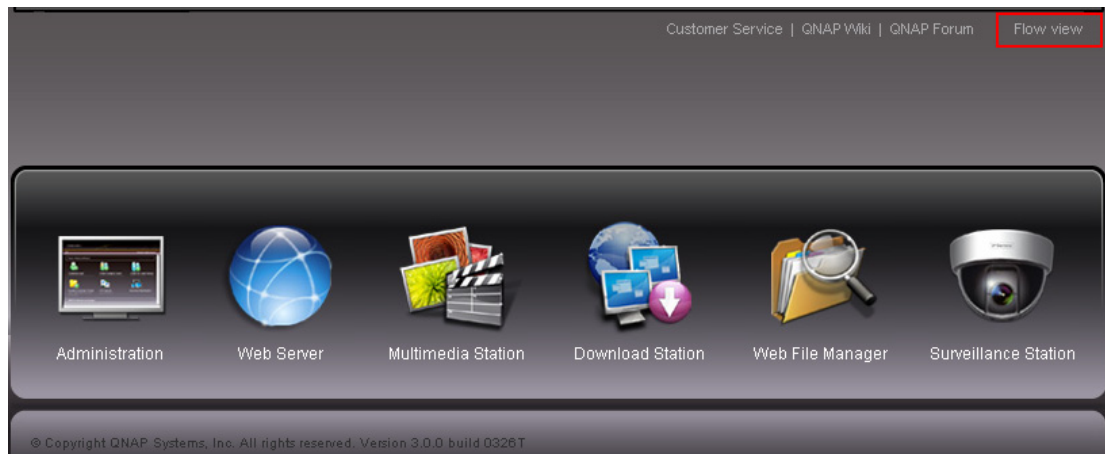 Customer Service | QNAP Wiki | QNAP Forum Flow view
Administration Web Server Multimedia Station Download Station Web File Manager Surveillance Station
© Copyright QNAP Systems, Inc. All rights reserved. Version 3.0.0 build 0326T